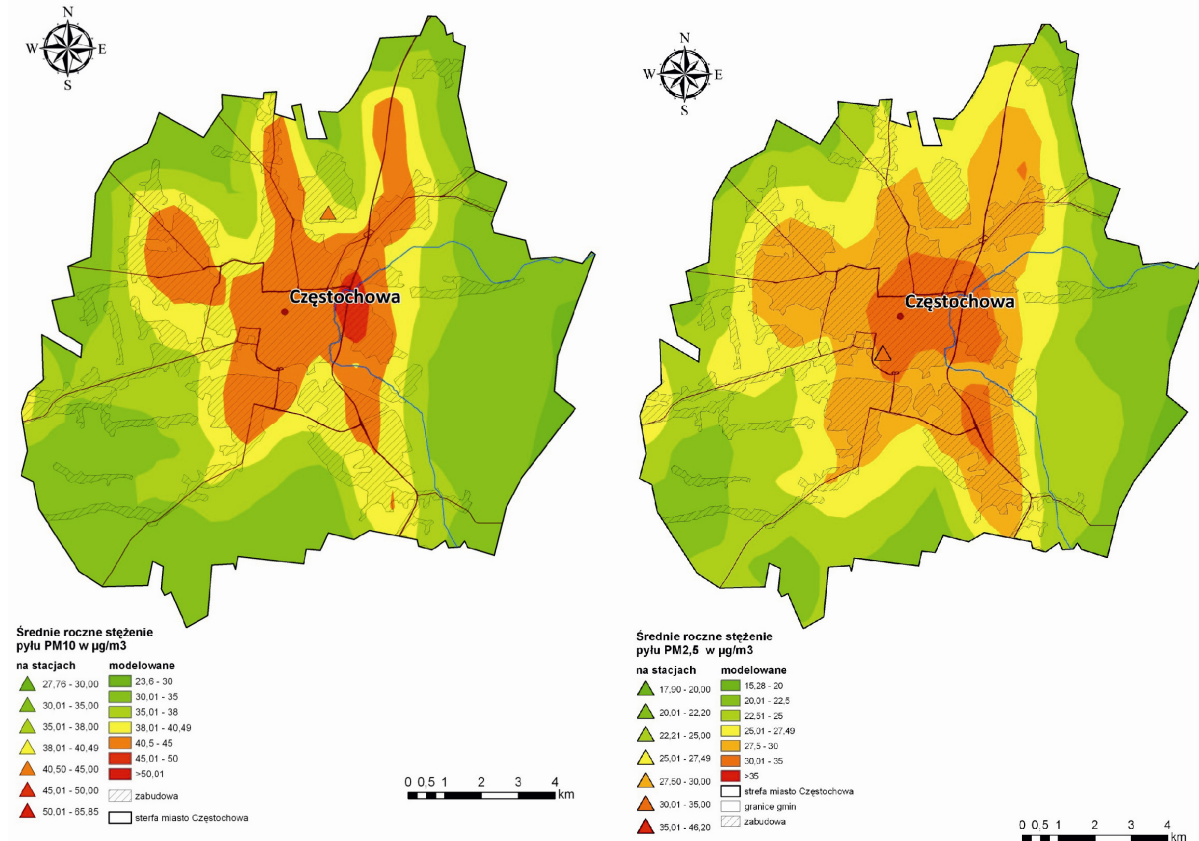 N
W E
S
Częstochowa
Średnie roczne stężenie
pyłu PM10 w µg/m3
na stacjach modelowane
27,76 - 30,00 23,6 - 30
30,01 - 35,00 30,01 - 35
35,01 - 38,00 35,01 - 38
38,01 - 40,49 38,01 - 40,49
40,50 - 45,00 40,5 - 45
45,01 - 50,00 45,01 - 50
50,01 - 65,85 >50,01
zabudowa
sterfa miasto Częstochowa
0 0,5 1 2 3 4
km
N
W E
S
Częstochowa
Średnie roczne stężenie
pyłu PM2,5 w µg/m3
na stacjach modelowane
17,90 - 20,00 15,28 - 20
20,01 - 22,20 20,01 - 22,5
22,21 - 25,00 22,51 - 25
25,01 - 27,49 25,01 - 27,49
27,50 - 30,00 27,5 - 30
30,01 - 35,00 30,01 - 35
35,01 - 46,20 >35
strefa miasto Częstochowa
granice gmin
zabudowa
0 0,5 1 2 3 4
km